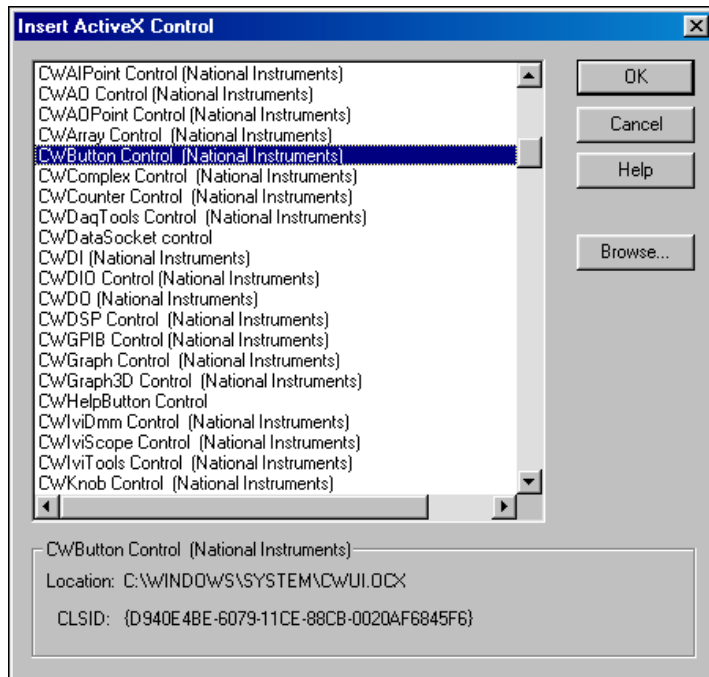 Insert ActiveX Control
CWAIPoint Control (National Instruments)
CWAO Control (National Instruments)
CWAOPoint Control (National Instruments)
CWArray Control (National Instruments)
CWButton Control (National Instruments)
CWComplex Control (National Instruments)
CWCounter Control (National Instruments)
CWDaqTools Control (National Instruments)
CWDataSocket control
CWDI (National Instruments)
CWDIO Control (National Instruments)
CWDO (National Instruments)
CWDSP Control (National Instruments)
CWGPIB Control (National Instruments)
CWGraph Control (National Instruments)
CWGraph3D Control (National Instruments)
CWHelpButton Control
CWIviDmm Control (National Instruments)
CWIviScope Control (National Instruments)
CWIviTools Control (National Instruments)
CWKnob Control (National Instruments)
OK
Cancel
Help
Browse...
CWButton Control (National Instruments)
Location: C:\WINDOWS\SYSTEM\CWUI.OCX
CLSID: {D940E4BE-6079-11CE-88CB-0020AF6845F6}